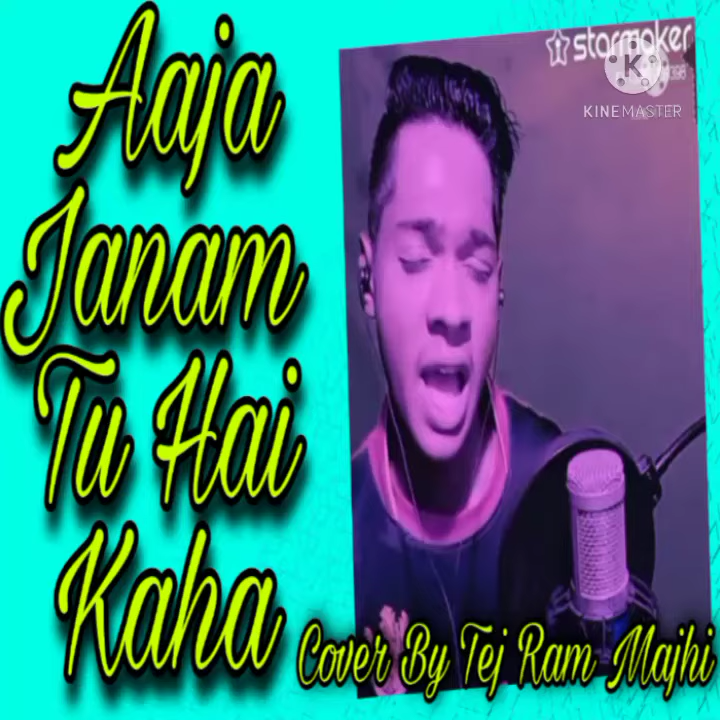 Aaja
Janam
Tu Hai
Kaha
Cover By Tej Ram Majhi
starmaker
KINEMASTER